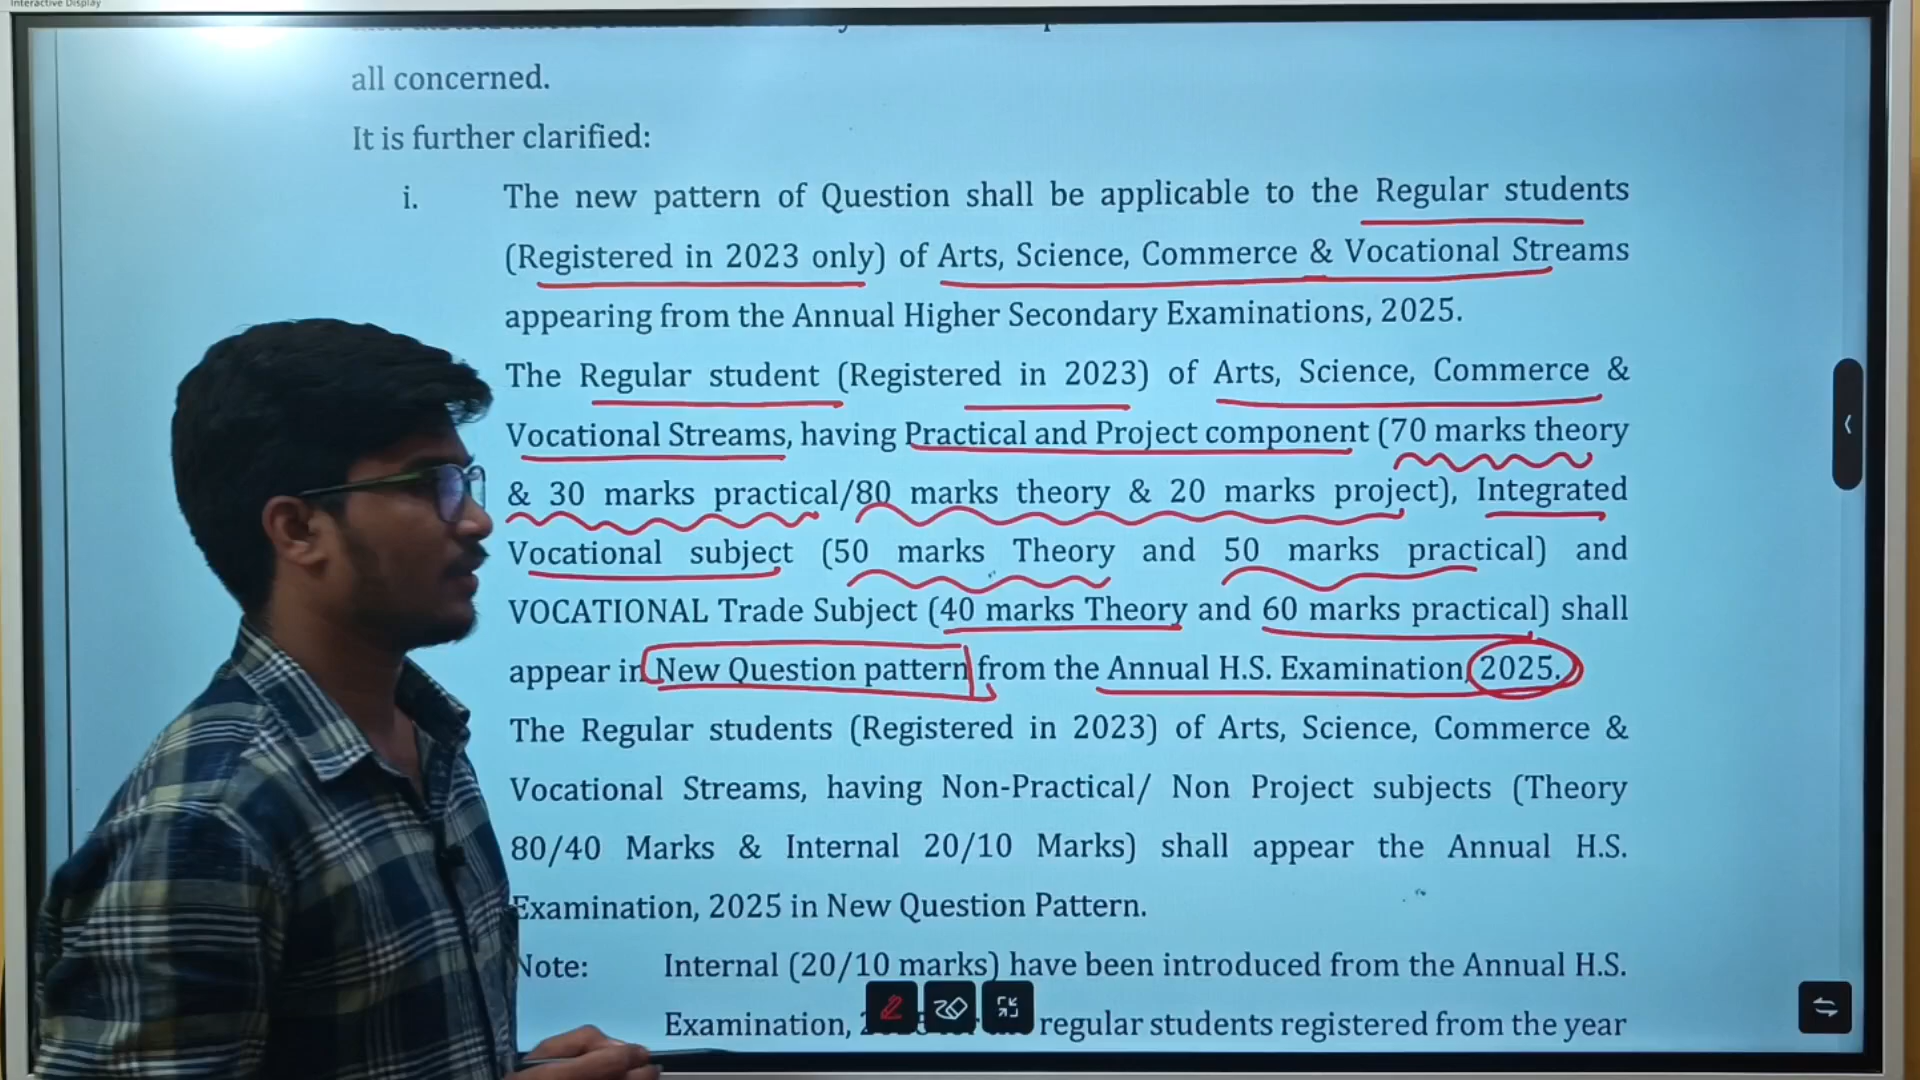 Interactive Display
all concerned.
It is further clarified:
i. The new pattern of Question shall be applicable to the Regular students
(Registered in 2023 only) of Arts, Science, Commerce & Vocational Streams
appearing from the Annual Higher Secondary Examinations, 2025.
The Regular student (Registered in 2023) of Arts, Science, Commerce &
Vocational Streams, having Practical and Project component (70 marks theory
& 30 marks practical/80 marks theory & 20 marks project), Integrated
Vocational subject (50 marks Theory and 50 marks practical) and
VOCATIONAL Trade Subject (40 marks Theory and 60 marks practical) shall
appear in New Question pattern from the Annual H.S. Examination, 2025.
The Regular students (Registered in 2023) of Arts, Science, Commerce &
Vocational Streams, having Non-Practical/ Non Project subjects (Theory
80/40 Marks & Internal 20/10 Marks) shall appear the Annual H.S.
Examination, 2025 in New Question Pattern.
Note: Internal (20/10 marks) have been introduced from the Annual H.S.
Examination, regular students registered from the year